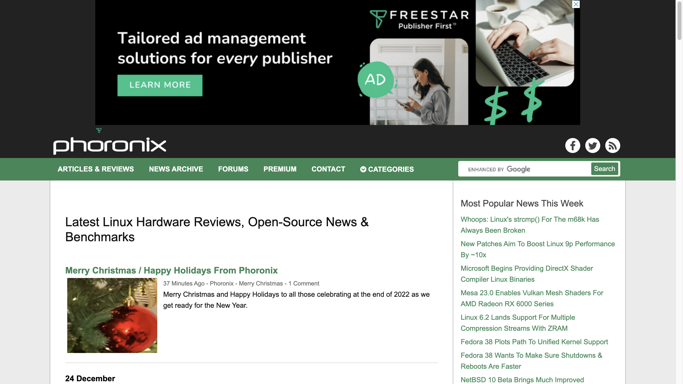 Tailored ad management
solutions for every publisher
LEARN MORE
FREESTAR
Publisher First™
AD
$ $
phoronix
ARTICLES & REVIEWS NEWS ARCHIVE FORUMS PREMIUM CONTACT CATEGORIES
ENHANCED BY Google Search
Latest Linux Hardware Reviews, Open-Source News &
Benchmarks
Merry Christmas / Happy Holidays From Phoronix
37 Minutes Ago - Phoronix - Merry Christmas - 1 Comment
Merry Christmas and Happy Holidays to all those celebrating at the end of 2022 as we
get ready for the New Year.
24 December
Most Popular News This Week
Whoops: Linux's strcmp() For The m68k Has
Always Been Broken
New Patches Aim To Boost Linux 9p Performance
By ~10x
Microsoft Begins Providing DirectX Shader
Compiler Linux Binaries
Mesa 23.0 Enables Vulkan Mesh Shaders For
AMD Radeon RX 6000 Series
Linux 6.2 Lands Support For Multiple
Compression Streams With ZRAM
Fedora 38 Plots Path To Unified Kernel Support
Fedora 38 Wants To Make Sure Shutdowns &
Reboots Are Faster
NetBSD 10 Beta Brings Much Improved